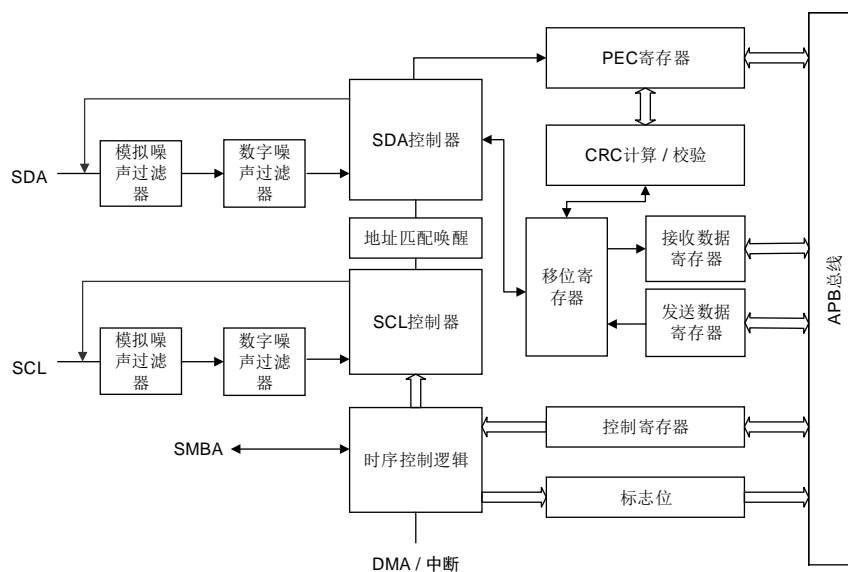 PEC寄存器
SDA控制器
CRC计算 / 校验
SDA
模拟噪
声过滤
器
数字噪
声过滤
器
地址匹配唤醒
移位寄
存器
接收数据
寄存器
发送数据
寄存器
APB总线
SCL控制器
SCL
模拟噪
声过滤
器
数字噪
声过滤
器
SMBA
时序控制逻辑
控制寄存器
标志位
DMA / 中断